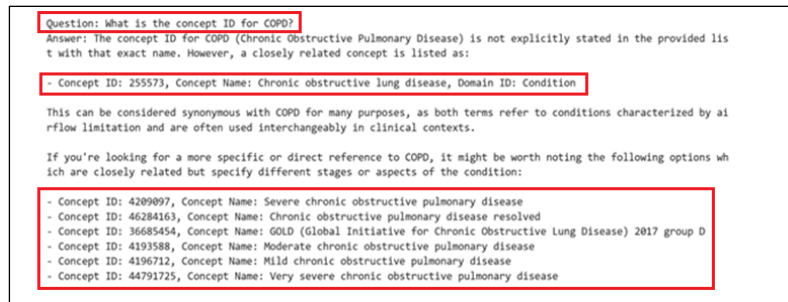 Question: What is the concept ID for COPD?
Answer: The concept ID for COPD (Chronic Obstructive Pulmonary Disease) is not explicitly stated in the provided lis
t with that exact name. However, a closely related concept is listed as:
- Concept ID: 255573, Concept Name: Chronic obstructive lung disease, Domain ID: Condition
This can be considered synonymous with COPD for many purposes, as both terms refer to conditions characterized by ai
rflow limitation and are often used interchangeably in clinical contexts.
If you're looking for a more specific or direct reference to COPD, it might be worth noting the following options wh
ich are closely related but specify different stages or aspects of the condition:
- Concept ID: 4209097, Concept Name: Severe chronic obstructive pulmonary disease
- Concept ID: 46284163, Concept Name: Chronic obstructive pulmonary disease resolved
- Concept ID: 36685454, Concept Name: GOLD (Global Initiative for Chronic Obstructive Lung Disease) 2017 group D
- Concept ID: 4193588, Concept Name: Moderate chronic obstructive pulmonary disease
- Concept ID: 4196712, Concept Name: Mild chronic obstructive pulmonary disease
- Concept ID: 44791725, Concept Name: Very severe chronic obstructive pulmonary disease